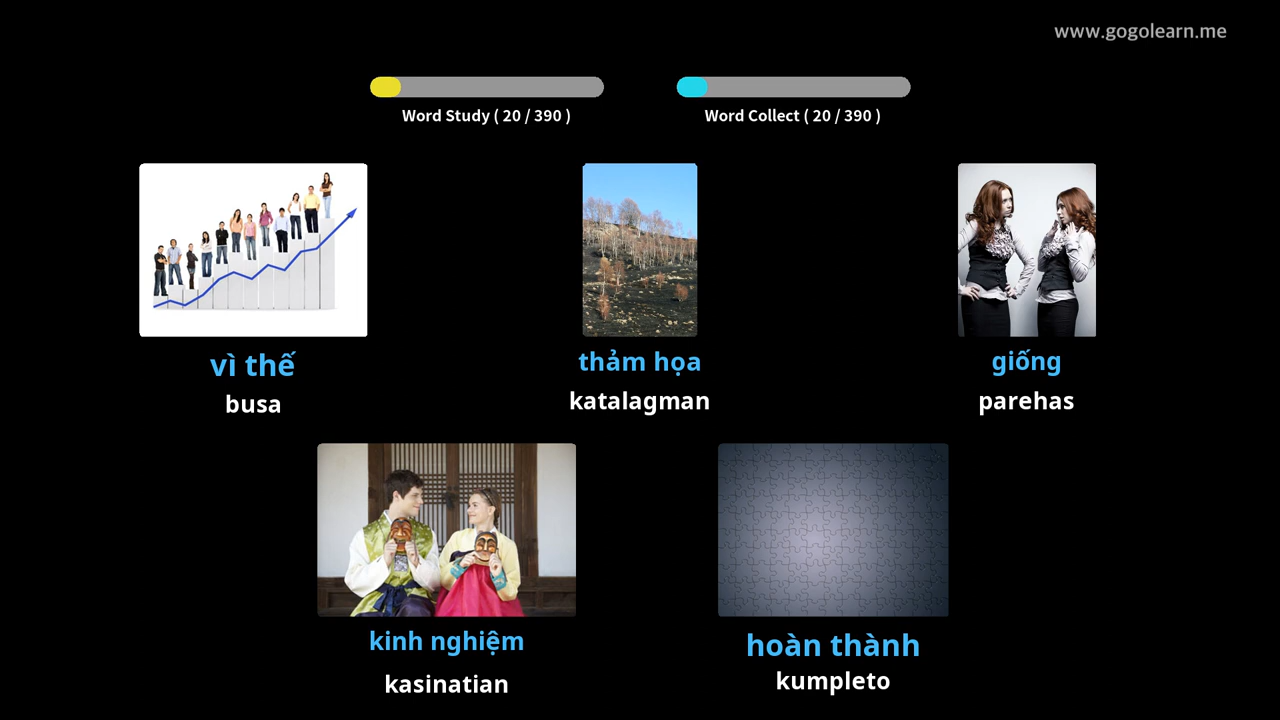 www.gogolearn.me
Word Study ( 20 / 390 )
Word Collect ( 20 / 390 )
vì thế
busa
thảm họa
katalagman
giống
parehas
kinh nghiệm
kasinatian
hoàn thành
kumpleto